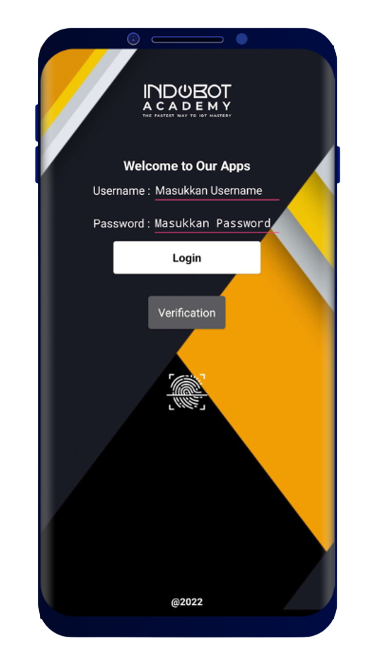 INDOBOT
ACADEMY
THE FASTEST WAY TO IOT MASTERY
Welcome to Our Apps
Username : Masukkan Username
Password : Masukkan Password
Login
Verification
@2022